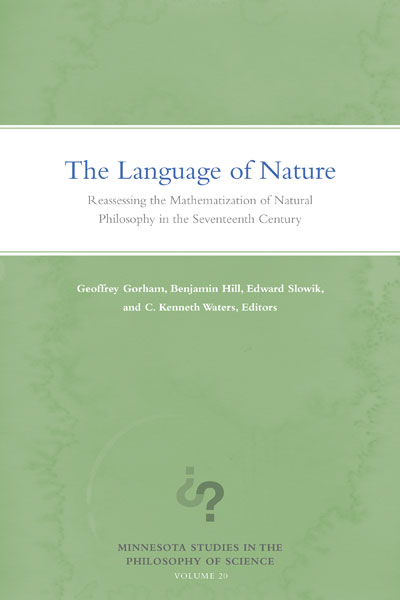 The Language of Nature
Reassessing the Mathematization of Natural
Philosophy in the Seventeenth Century
Geoffrey Gorham, Benjamin Hill, Edward Slowik,
and C. Kenneth Waters, Editors
¿?
MINNESOTA STUDIES IN THE
PHILOSOPHY OF SCIENCE
VOLUME 20